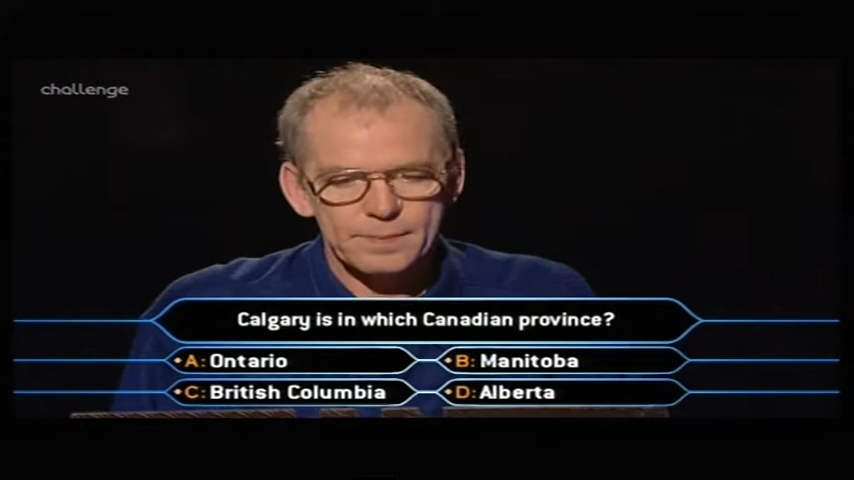 challenge
Calgary is in which Canadian province?
A: Ontario
B: Manitoba
C: British Columbia
D: Alberta